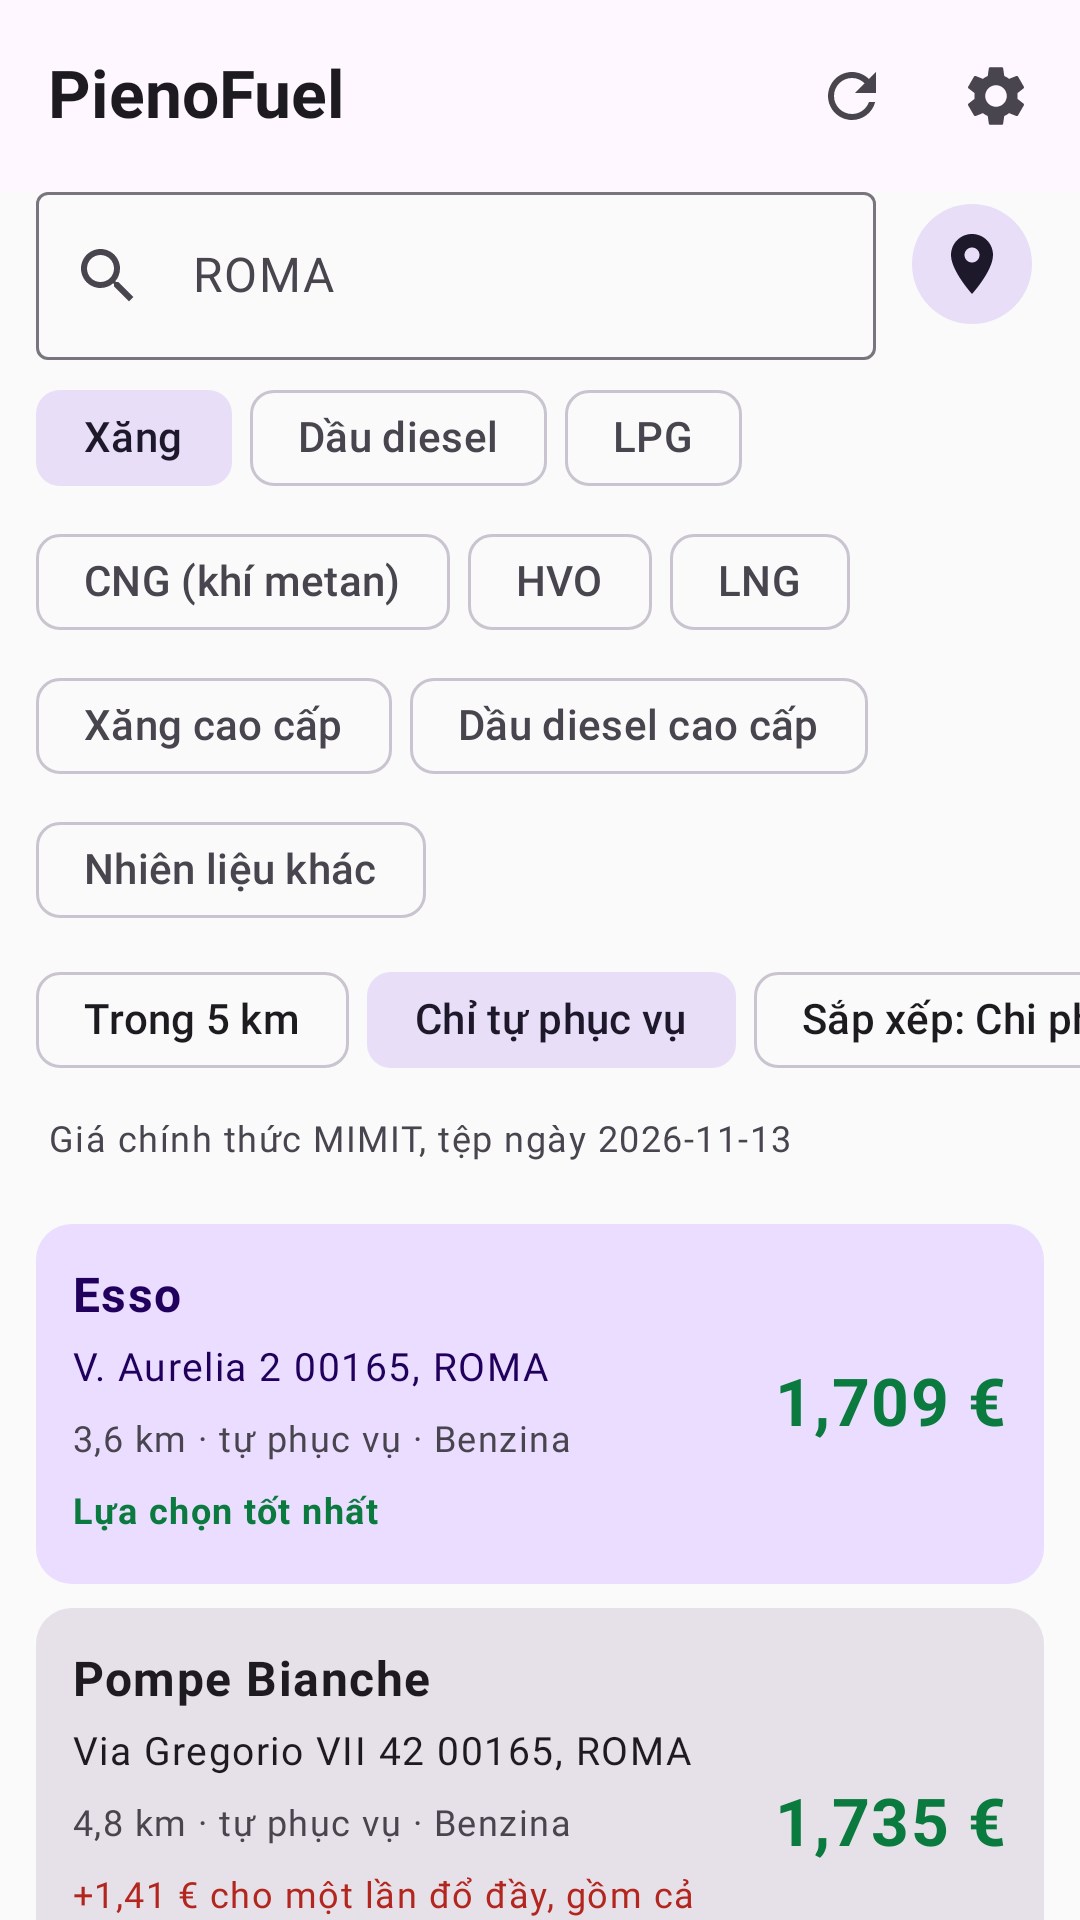 PienoFuel
ROMA
Xăng
Dầu diesel
LPG
CNG (khí metan)
HVO
LNG
Xăng cao cấp
Dầu diesel cao cấp
Nhiên liệu khác
Trong 5 km
Chỉ tự phục vụ
Sắp xếp: Chi
Giá chính thức MIMIT, tệp ngày 2026-11-13
Esso
V. Aurelia 2 00165, ROMA
3,6 km · tự phục vụ · Benzina
Lựa chọn tốt nhất
1,709 €
Pompe Bianche
Via Gregorio VII 42 00165, ROMA
4,8 km · tự phục vụ · Benzina
1,735 €
+1,41 € cho một lần đổ đầy, gồm cả